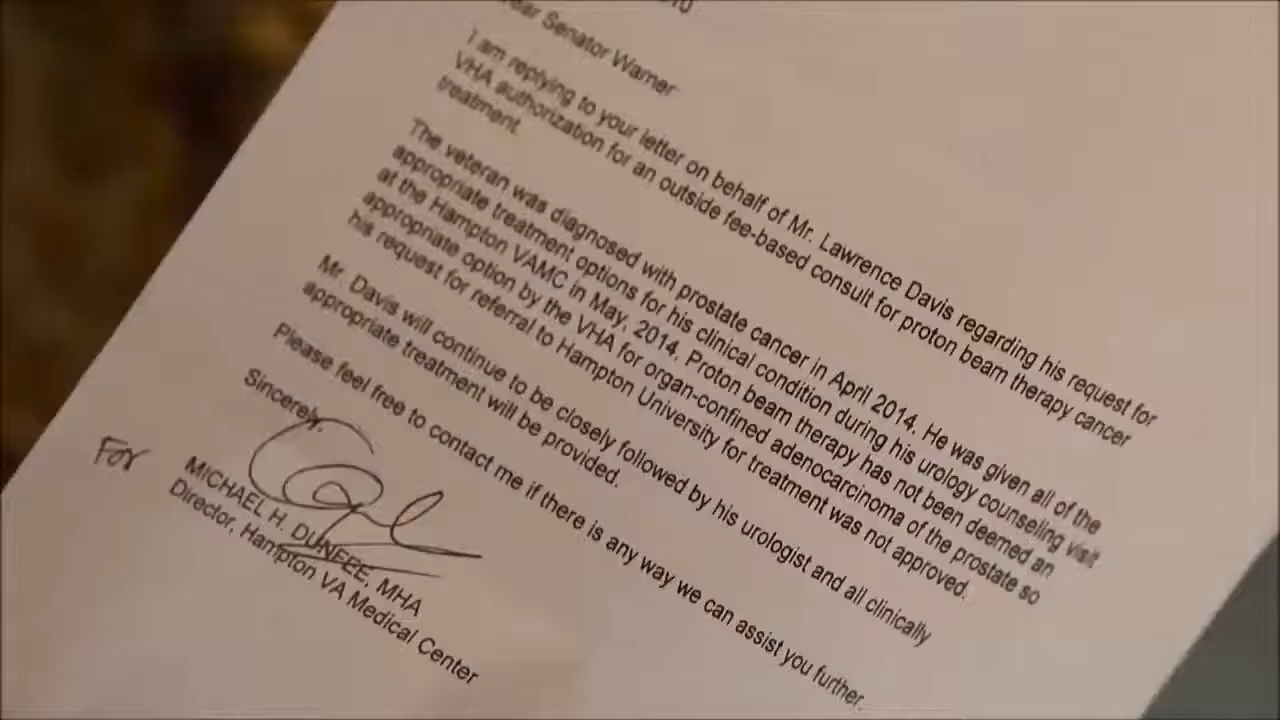 Dear Senator Warner
I am replying to your letter on behalf of Mr. Lawrence Davis regarding his request for
VHA authorization for an outside fee-based consult for proton beam therapy cancer
treatment.
The veteran was diagnosed with prostate cancer in April 2014. He was given all of the
appropriate treatment options for his clinical condition during his urology counseling visit
at the Hampton VAMC in May, 2014. Proton beam therapy has not been deemed an
appropriate option by the VHA for organ-confined adenocarcinoma of the prostate so
his request for referral to Hampton University for treatment was not approved.
Mr. Davis will continue to be closely followed by his urologist and all clinically
appropriate treatment will be provided.
Please feel free to contact me if there is any way we can assist you further.
Sincerely,
For
MICHAEL H. DUNFEE, MHA
Director, Hampton VA Medical Center